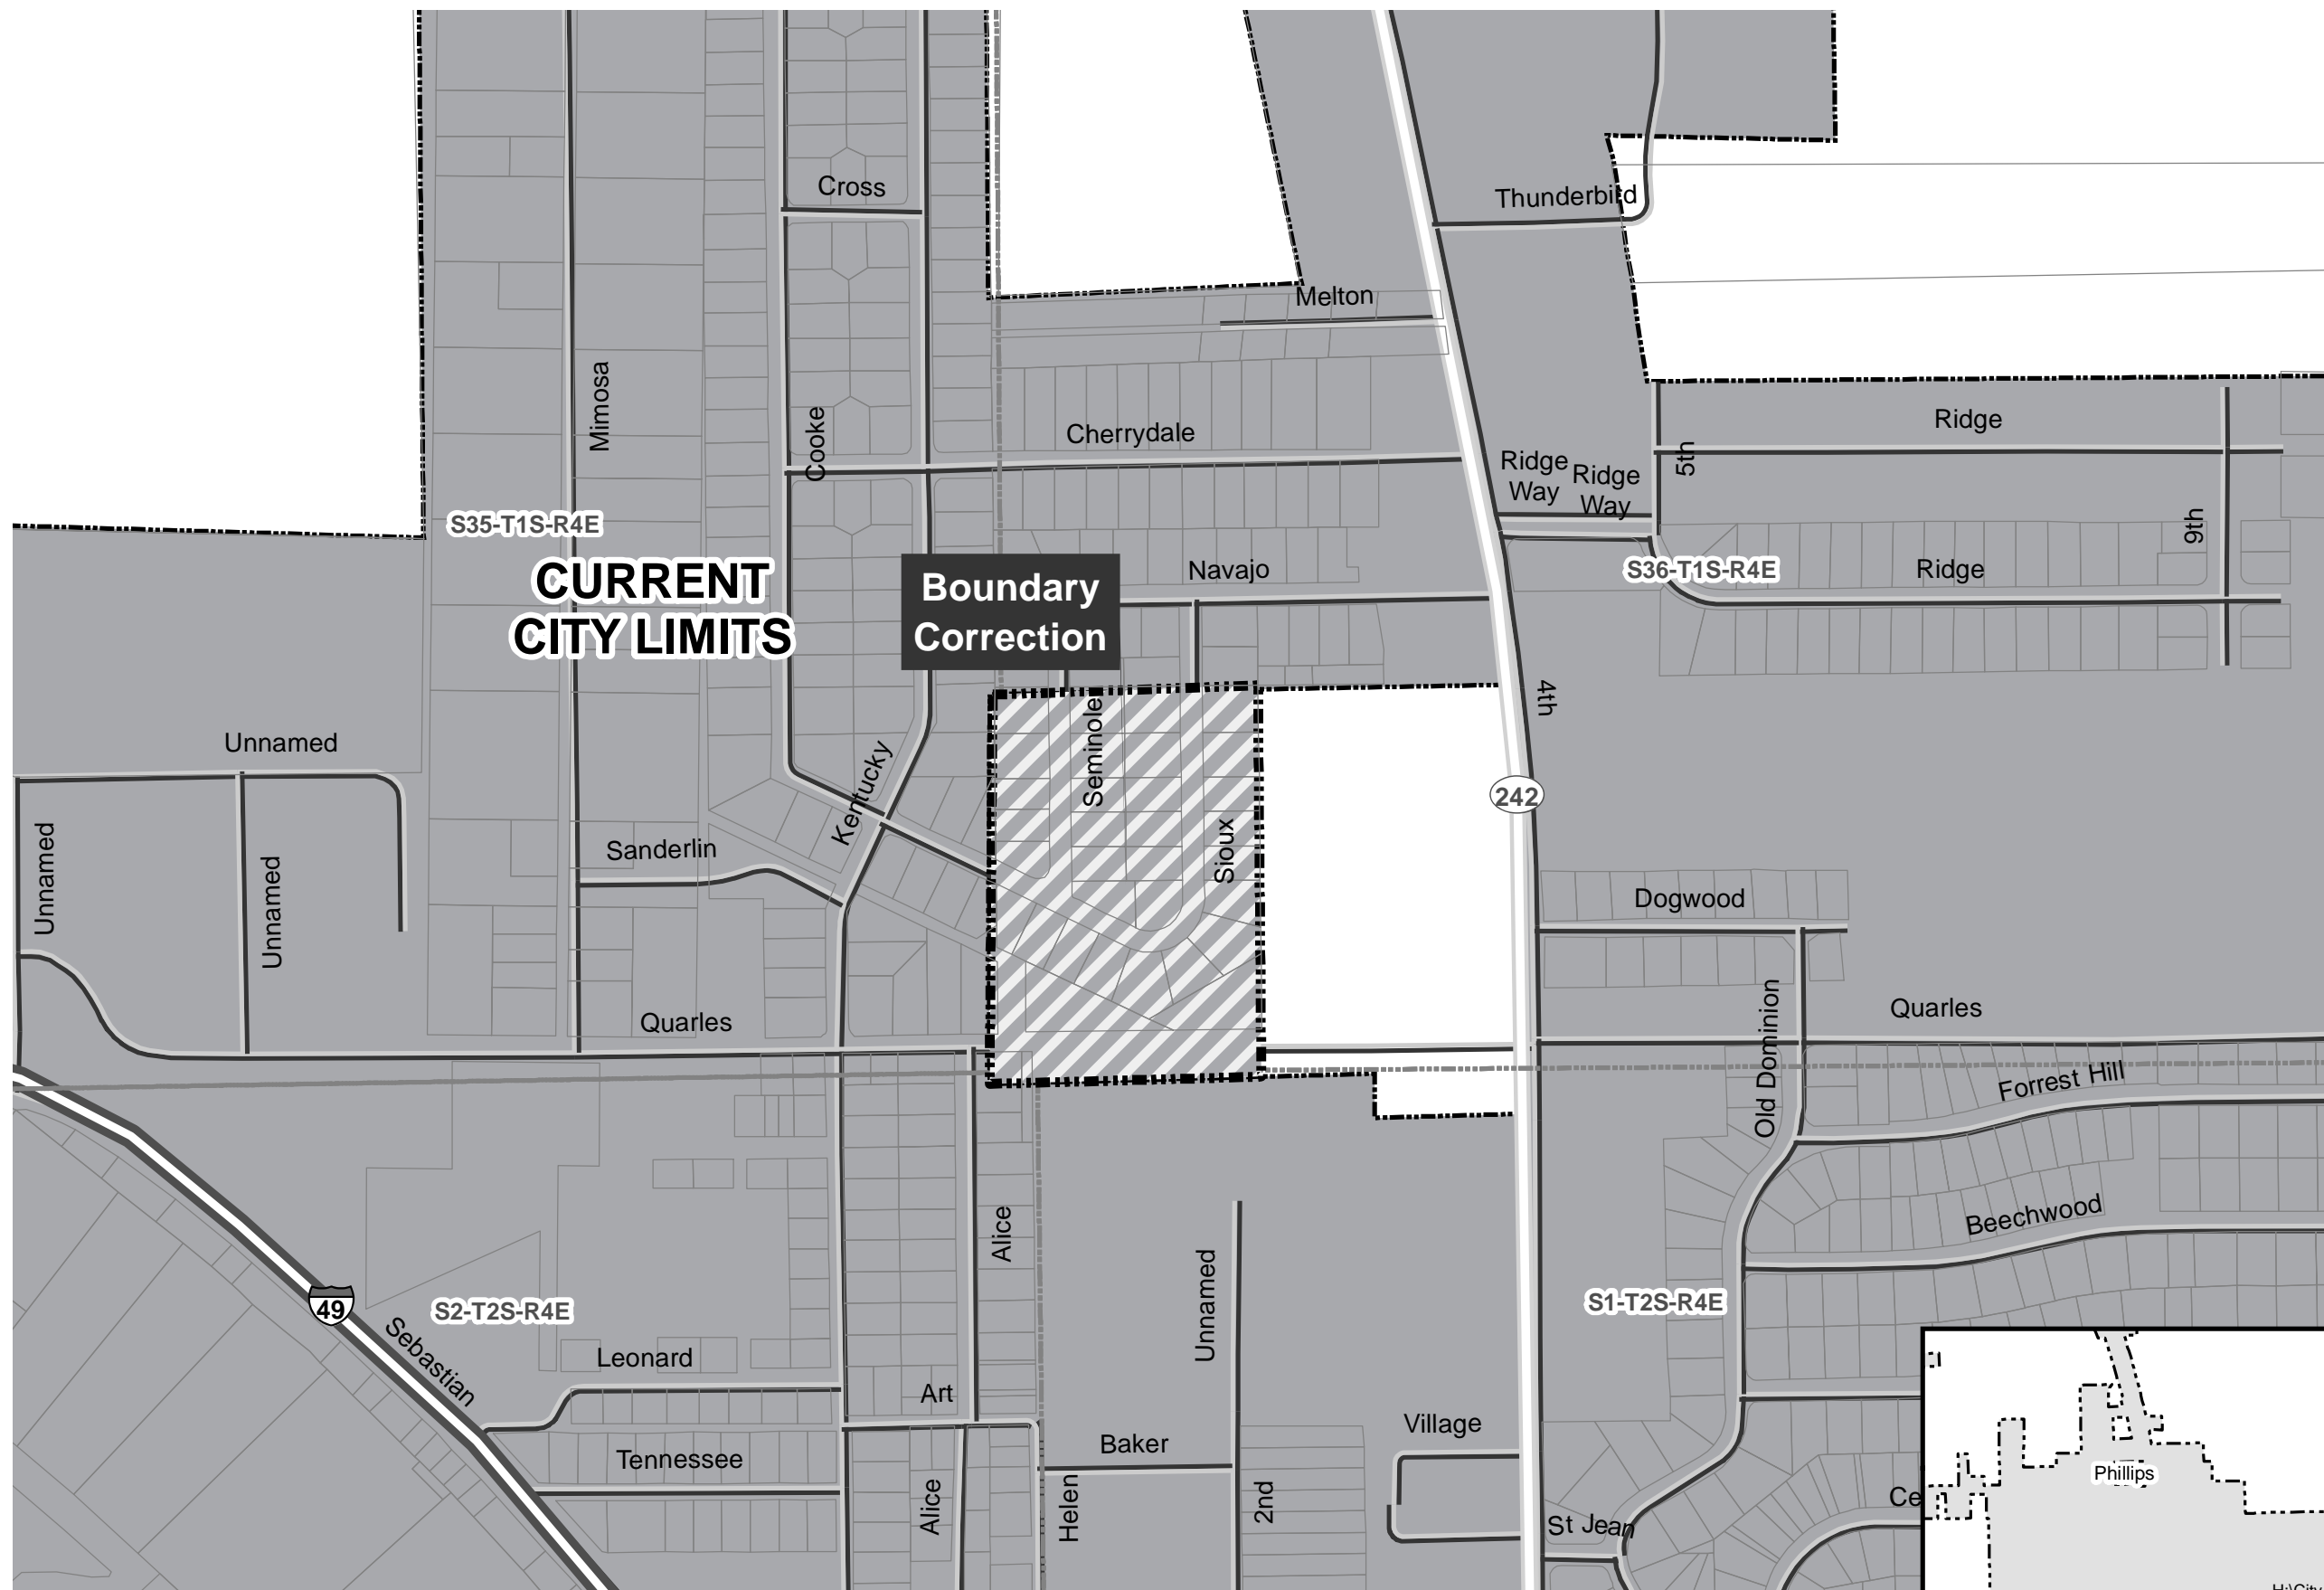 Cross
Thunderbird
Melton
Mimosa
Cooke
Cherrydale
Ridge
5th
Ridge
Way
Ridge
Way
9th
S35-T1S-R4E
CURRENT
CITY LIMITS
Boundary
Correction
Navajo
S36-T1S-R4E
Ridge
4th
Unnamed
Seminole
Kentucky
242
Unnamed
Unnamed
Sanderlin
Sioux
Dogwood
Quarles
Old Dominion
Quarles
Forrest Hill
Beechwood
Alice
Unnamed
49
S2-T2S-R4E
S1-T2S-R4E
Sebastian
Leonard
Art
Village
Baker
Tennessee
Phillips
Alice
Helen
2nd
Ce
St Jean